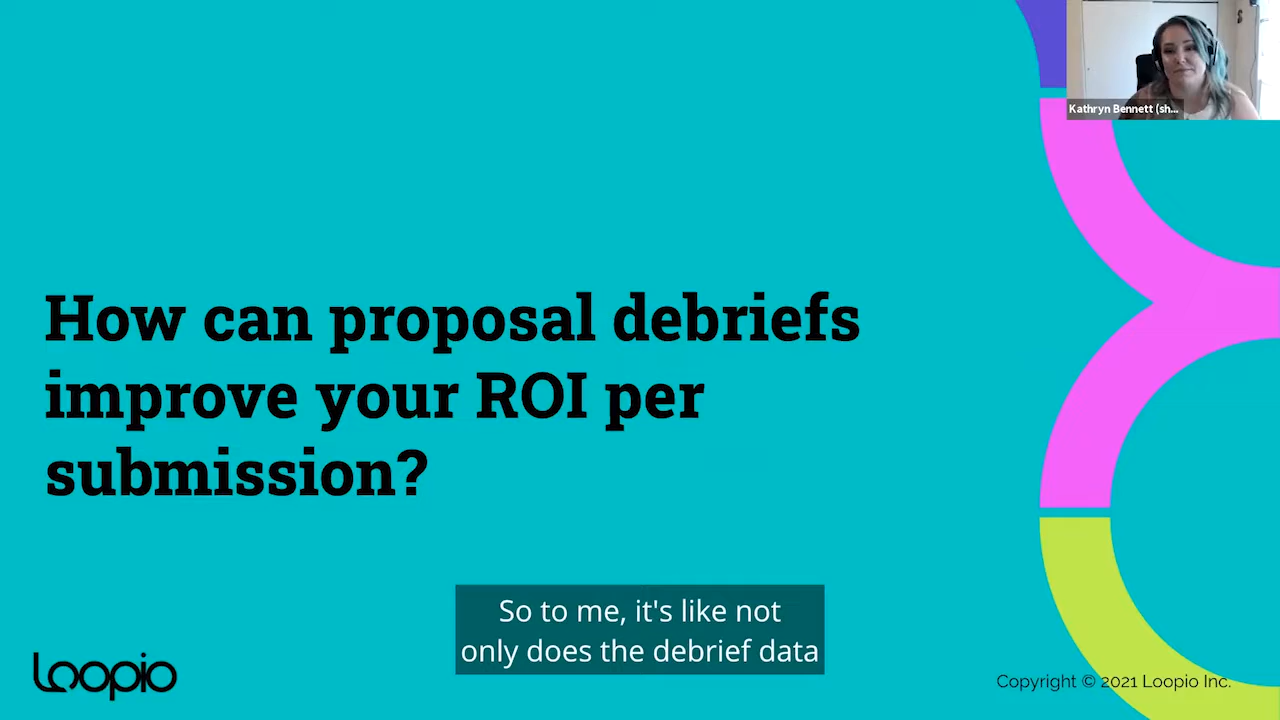 Kathryn Bennett (sh...
How can proposal debriefs
improve your ROI per
submission?
So to me, it's like not
only does the debrief data
Loopio
Copyright © 2021 Loopio Inc.